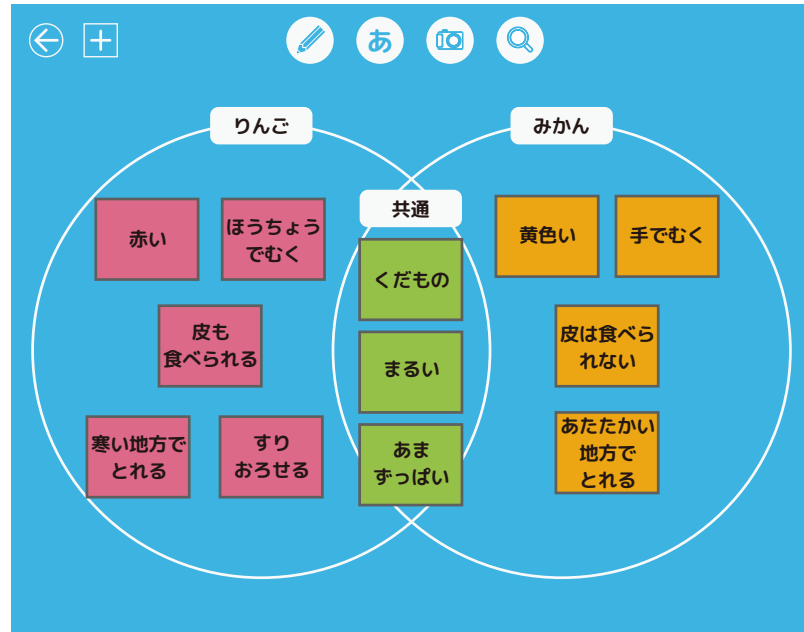 あ
りんご
みかん
共通
赤い
ほうちょう
でむく
皮も
食べられる
寒い地方で
とれる
すり
おろせる
くだもの
まるい
あま
ずっぱい
黄色い
手でむく
皮は食べら
れない
あたたかい
地方で
とれる